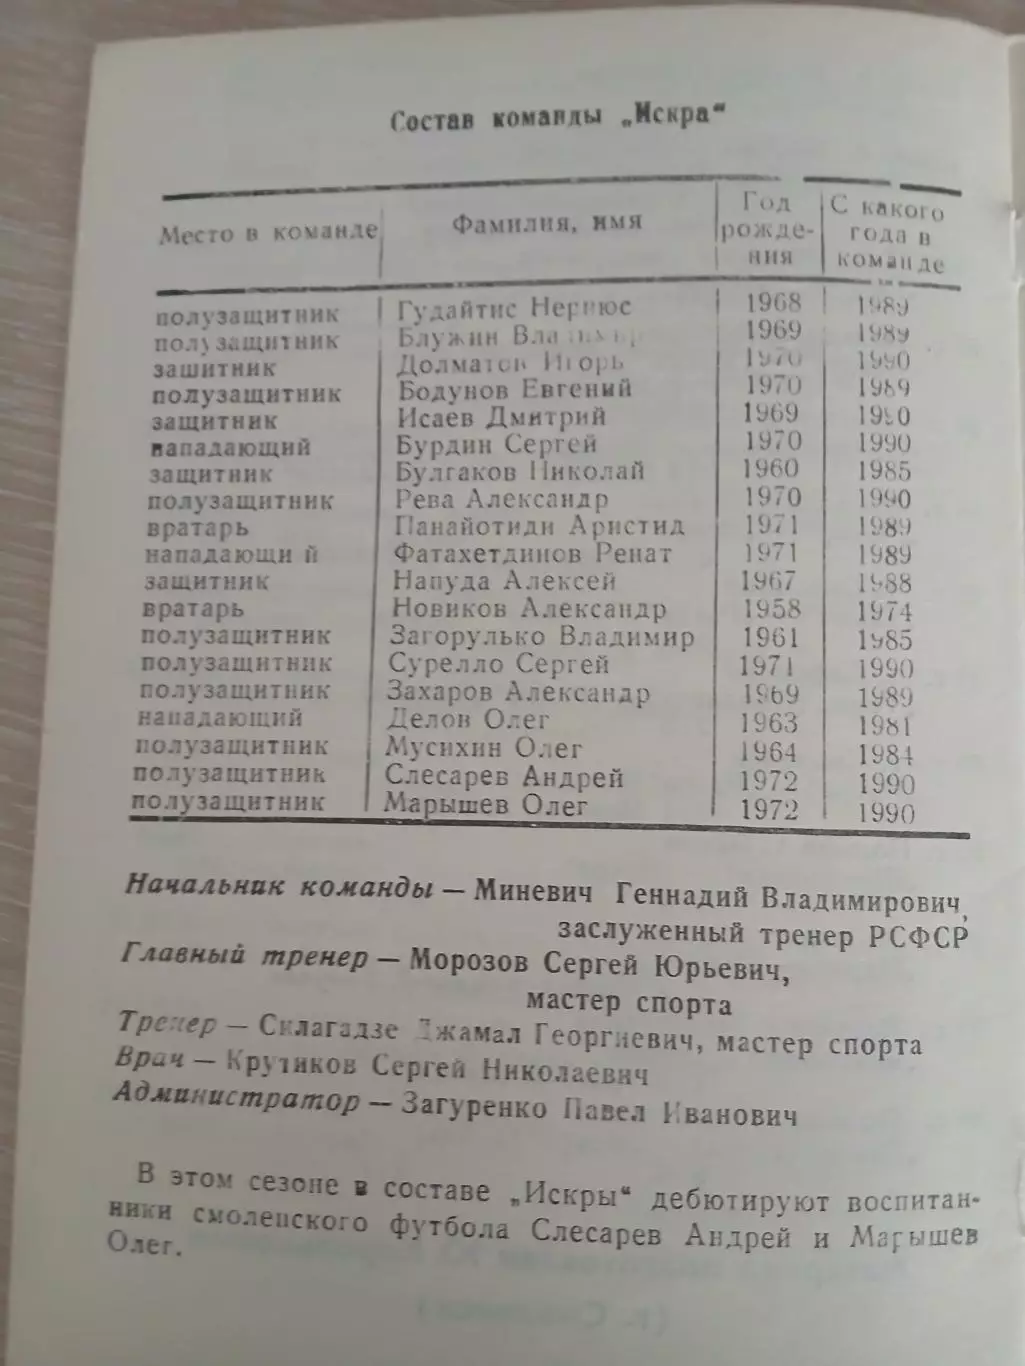 Состав команды „Искра“
Место в команде Фамилия, имя Год рожде- ния С какого года в команде
полузащитник Гудайтис Нерюс 1968 1989
полузащитник Блужин 1969 1989
зашитник Долматов Игорь 1970 1990
полузащитник Бодунов Евгений 1970 1989
защитник Исаев Дмитрий 1969 1990
нападающий Бурдин Сергей 1970 1990
защитник Булгаков Николай 1960 1985
полузащитник Рева Александр 1970 1990
вратарь Панайотиди Аристид 1971 1989
нападающи й Фатахетдинов Ренат 1971 1989
защитник Напуда Алексей 1967 1988
вратарь Новиков Александр 1958 1974
полузащитник Загорулько Владимир 1961 1985
полузащитник Сурелло Сергей 1971 1990
полузащитник Захаров Александр 1969 1989
нападающий Делов Олег 1963 1981
полузащитник Мусихин Олег 1964 1984
полузащитник Слесарев Андрей 1972 1990
полузащитник Марышев Олег 1972 1990
Начальник команды — Миневич Геннадий Владимирович,
заслуженный тренер РСФСР
Главный тренер — Морозов Сергей Юрьевич,
мастер спорта
Тренер — Силагадзе Джамал Георгиевич, мастер спорта
Врач — Крутиков Сергей Николаевич
Администратор — Загуренко Павел Иванович
В этом сезоне в составе „Искры“ дебютируют воспитан-
ники смоленского футбола Слесарев Андрей и Марышев
Олег.